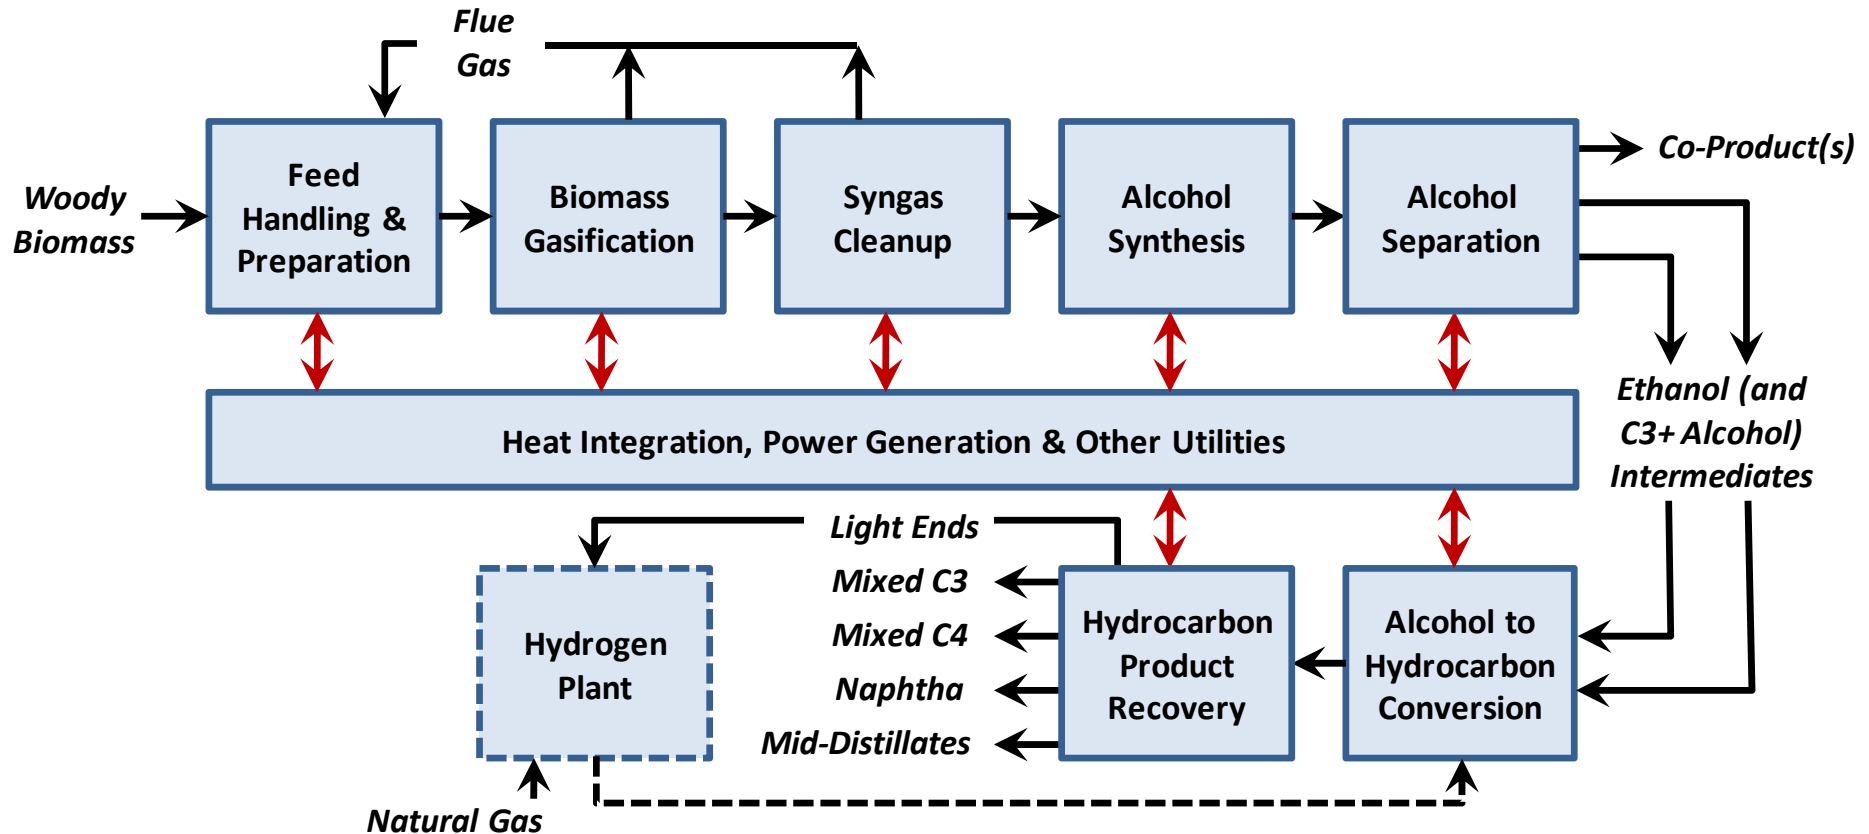 Flue
Gas
Woody
Biomass
Feed
Handling &
Preparation
Biomass
Gasification
Syngas
Cleanup
Alcohol
Synthesis
Alcohol
Separation
Co-Product(s)
Ethanol (and
C3+ Alcohol)
Intermediates
Heat Integration, Power Generation & Other Utilities
Light Ends
Mixed C3
Mixed C4
Naphtha
Mid-Distillates
Hydrogen
Plant
Hydrocarbon
Product
Recovery
Alcohol to
Hydrocarbon
Conversion
Natural Gas